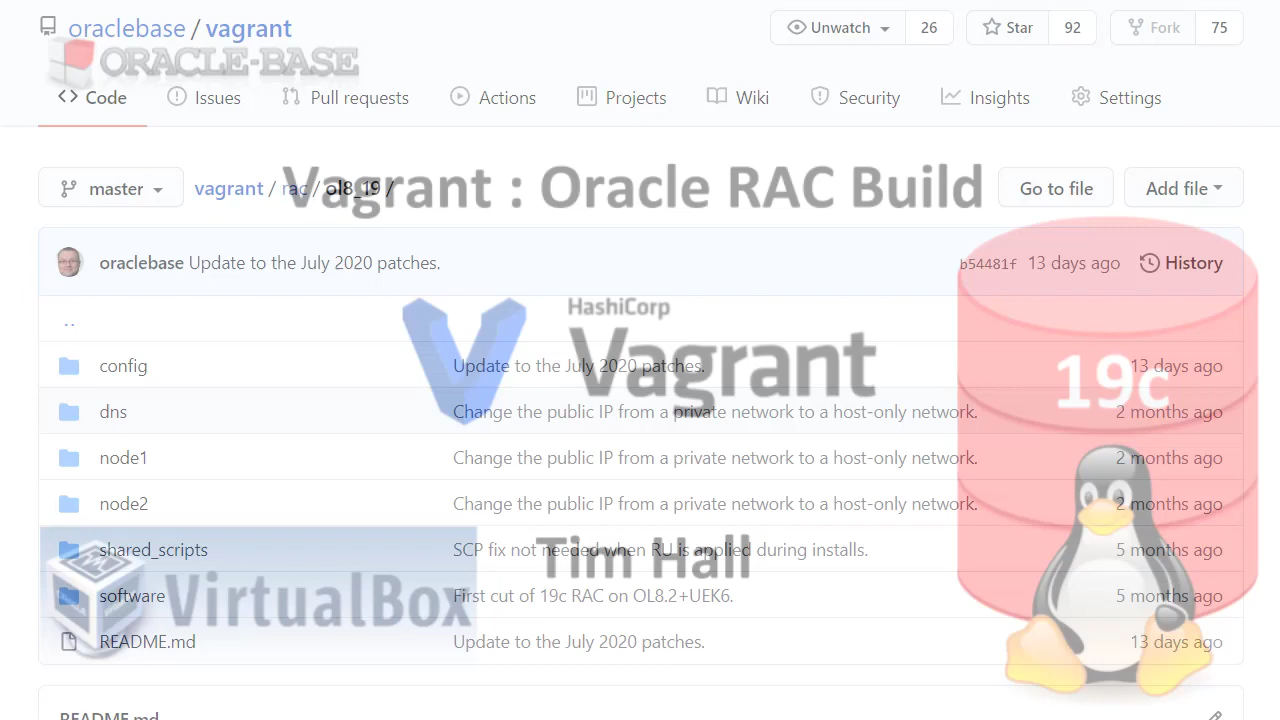 oraclebase / vagrant
Unwatch 26
Star 92
Fork 75
ORACLE-BASE
Code
Issues
Pull requests
Actions
Projects
Wiki
Security
Insights
Settings
master
vagrant / rac / ol8_19 /
Vagrant : Oracle RAC Build
Go to file
Add file
oraclebase Update to the July 2020 patches.
b54481f 13 days ago History
..
HashiCorp
Vagrant
19c
config Update to the July 2020 patches. 13 days ago
dns Change the public IP from a private network to a host-only network. 2 months ago
node1 Change the public IP from a private network to a host-only network. 2 months ago
node2 Change the public IP from a private network to a host-only network. 2 months ago
shared_scripts SCP fix not needed when RU is applied during installs. 5 months ago
Tim Hall
VirtualBox
software First cut of 19c RAC on OL8.2+UEK6. 5 months ago
README.md Update to the July 2020 patches. 13 days ago
README.md